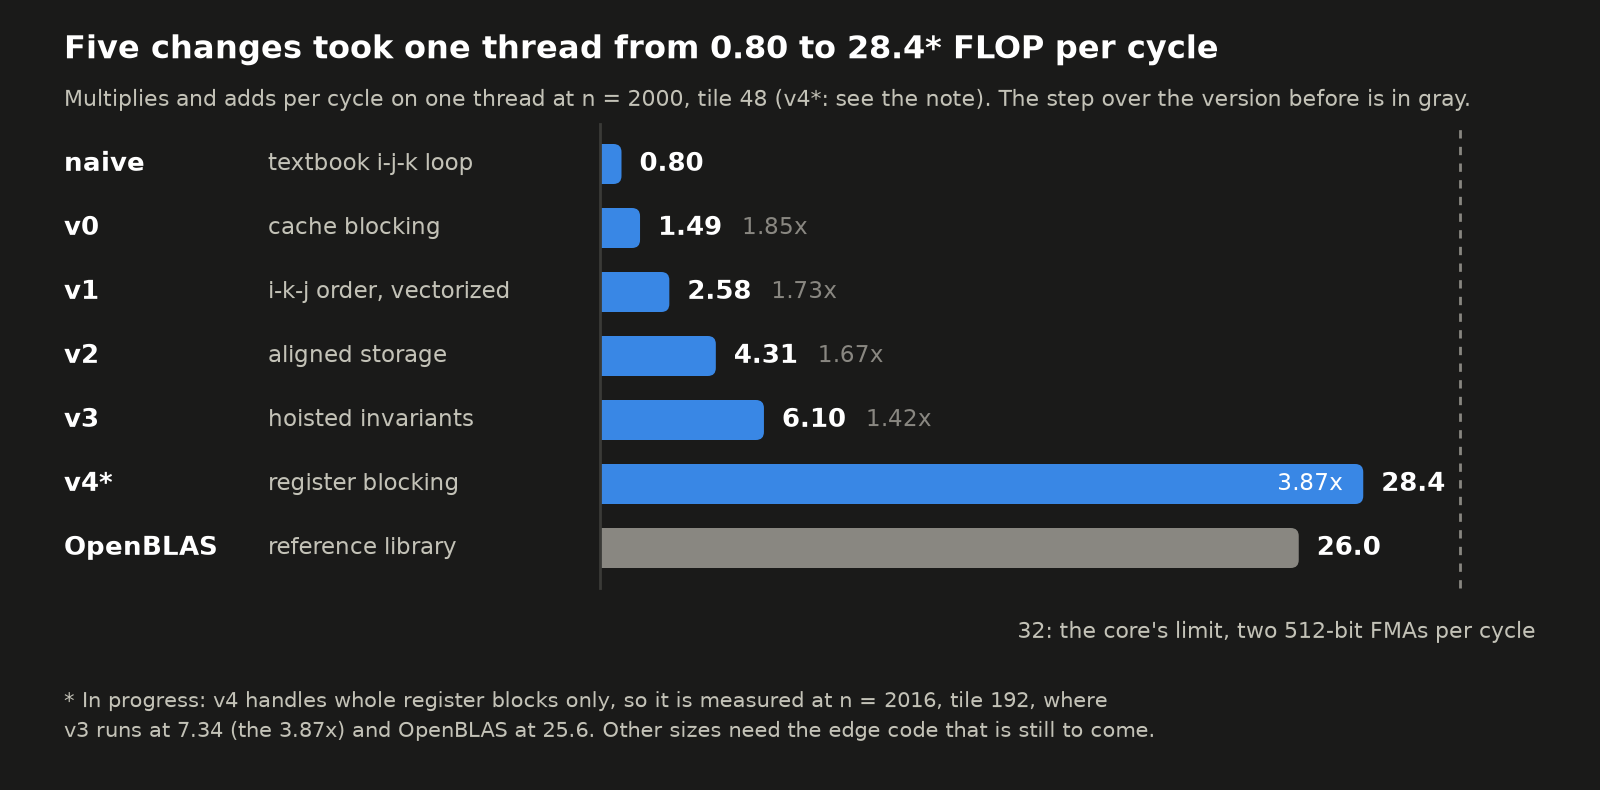 Five changes took one thread from 0.80 to 28.4* FLOP per cycle
Multiplies and adds per cycle on one thread at n = 2000, tile 48 (v4*: see the note). The step over the version before is in gray.
naive textbook i-j-k loop 0.80
v0 cache blocking 1.49 1.85x
v1 i-k-j order, vectorized 2.58 1.73x
v2 aligned storage 4.31 1.67x
v3 hoisted invariants 6.10 1.42x
v4* register blocking 3.87x 28.4
OpenBLAS reference library 26.0
32: the core's limit, two 512-bit FMAs per cycle
* In progress: v4 handles whole register blocks only, so it is measured at n = 2016, tile 192, where
v3 runs at 7.34 (the 3.87x) and OpenBLAS at 25.6. Other sizes need the edge code that is still to come.